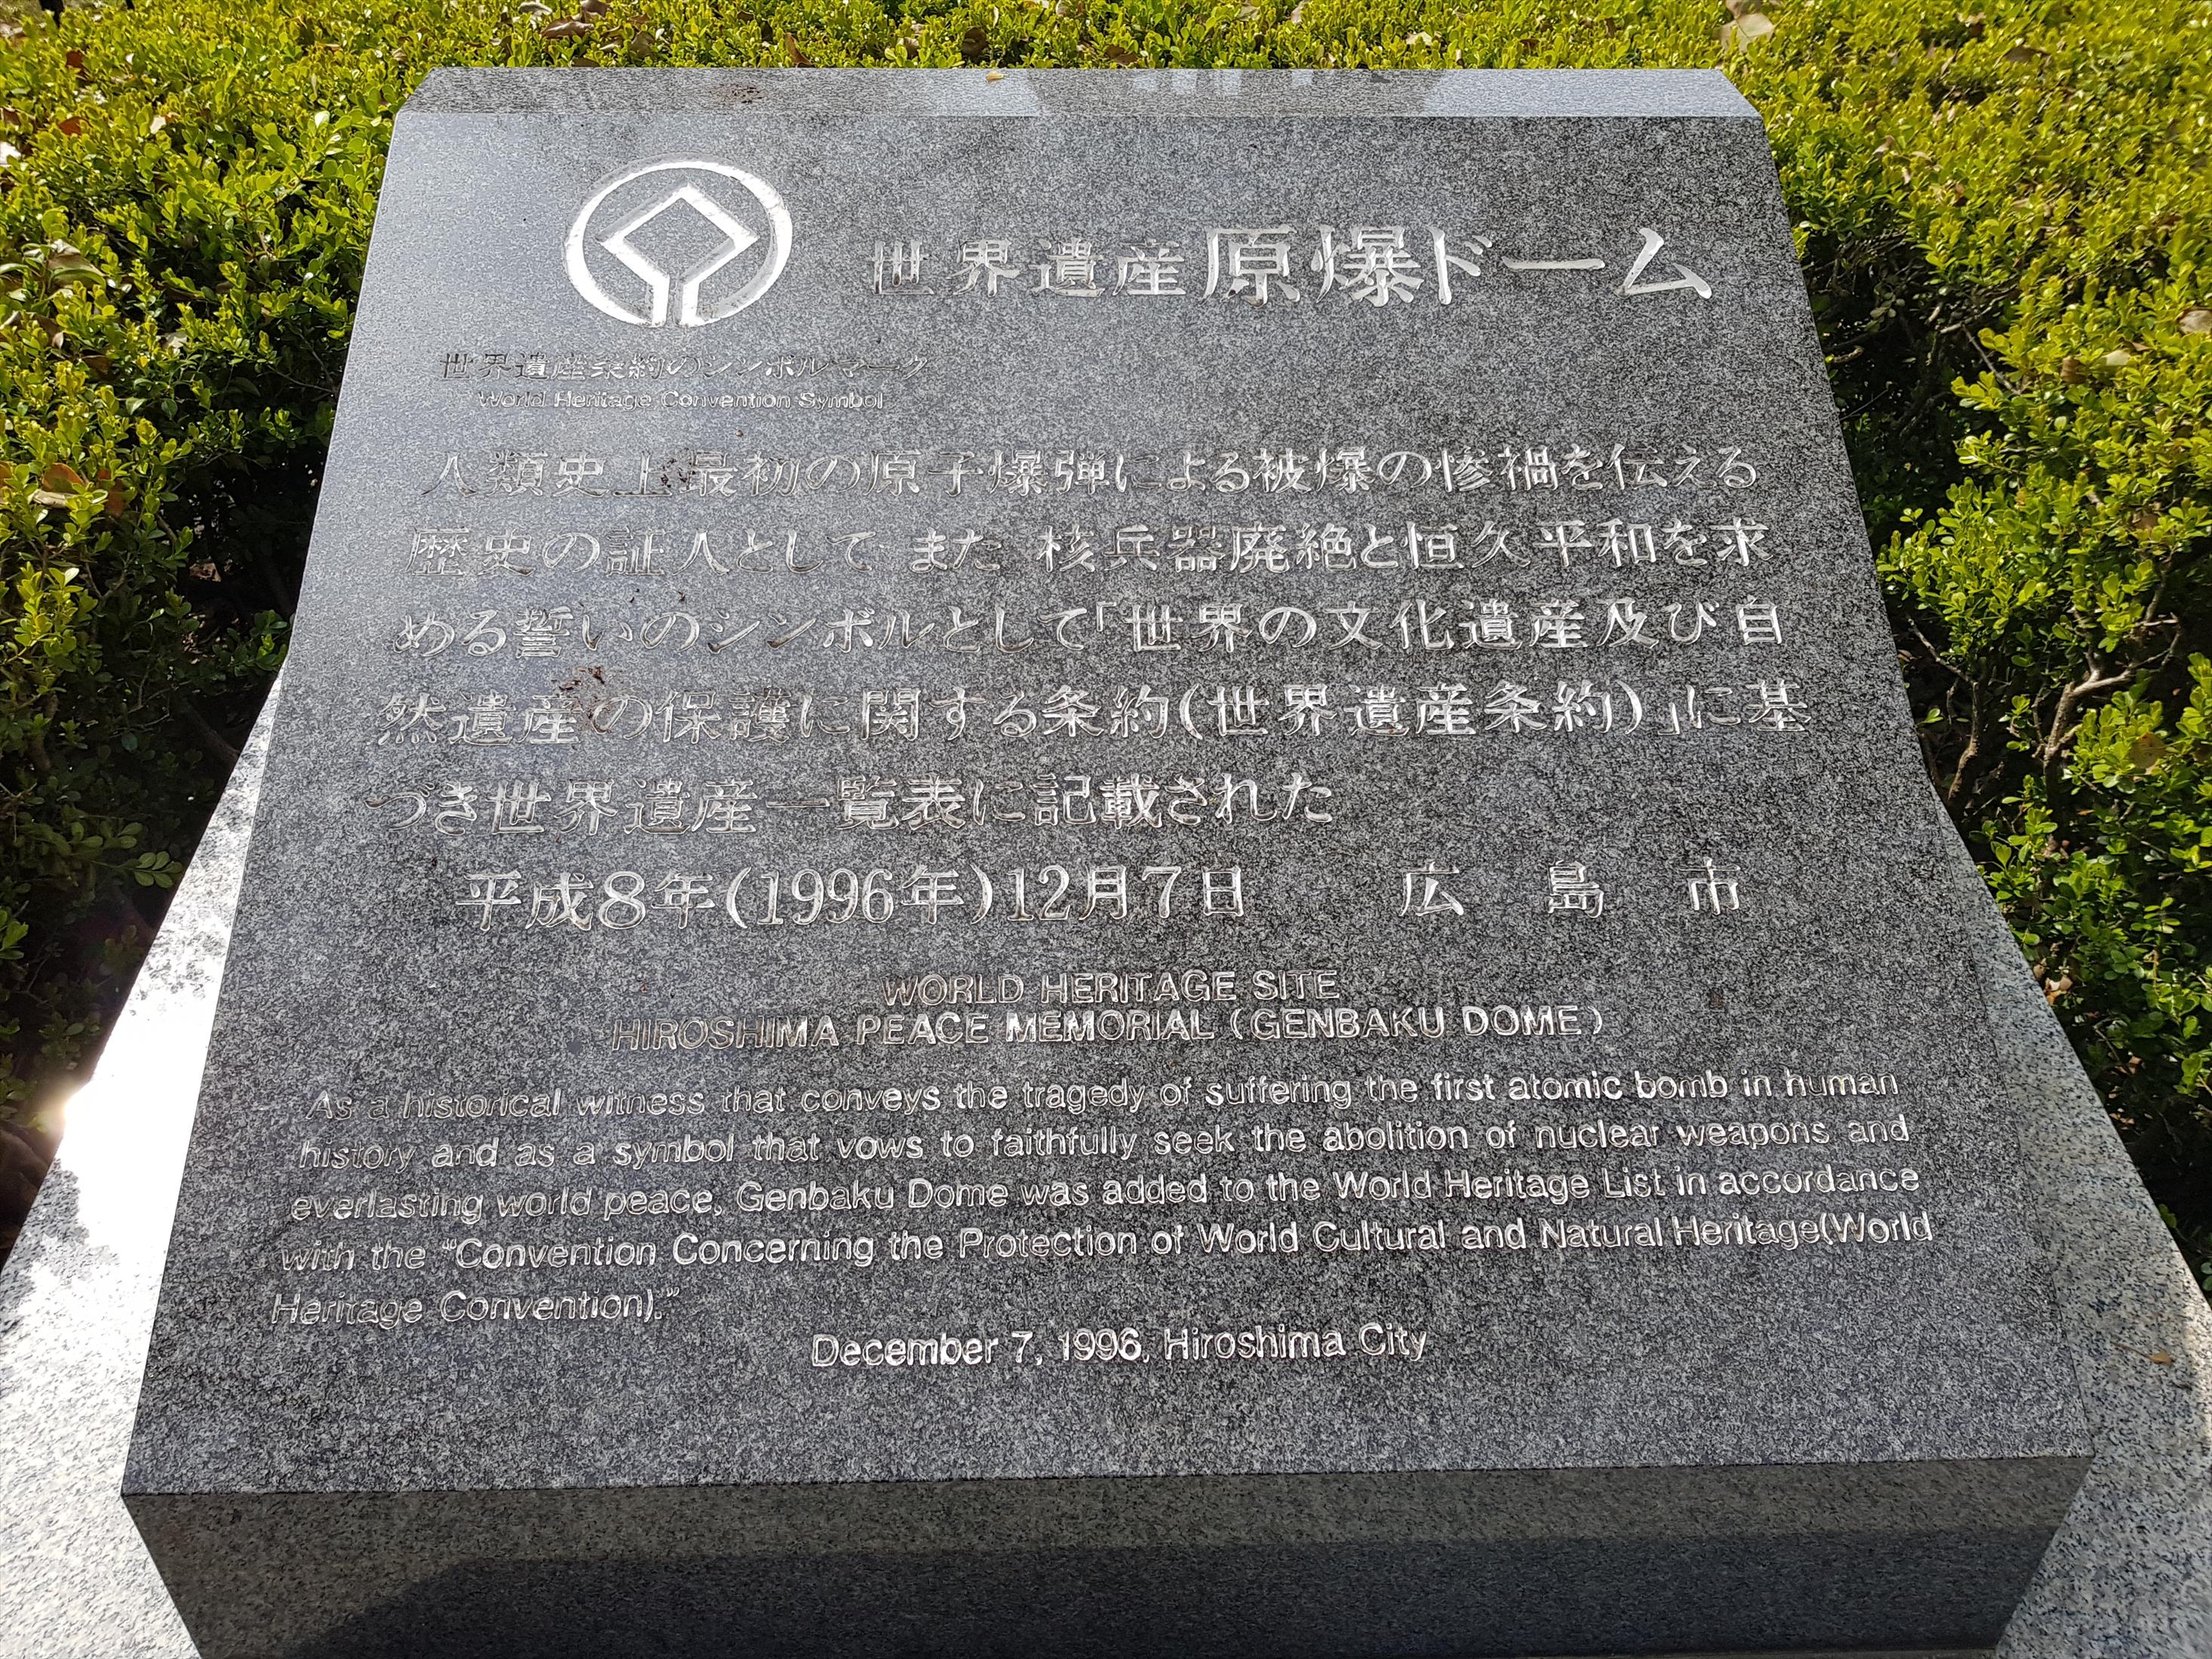 世界遺産 原爆ドーム
世界遺産条約のシンボルマーク
World Heritage Convention Symbol
人類史上最初の原子爆弾による被爆の惨禍を伝える
歴史の証人として また 核兵器廃絶と恒久平和を求
める誓いのシンボルとして「世界の文化遺産及び自
然遺産の保護に関する条約(世界遺産条約)」に基
づき世界遺産一覧表に記載された
平成8年(1996年)12月7日 広島市
WORLD HERITAGE SITE
HIROSHIMA PEACE MEMORIAL (GENBAKU DOME)
As a historical witness that conveys the tragedy of suffering the first atomic bomb in human
history and as a symbol that vows to faithfully seek the abolition of nuclear weapons and
everlasting world peace, Genbaku Dome was added to the World Heritage List in accordance
with the "Convention Concerning the Protection of World Cultural and Natural Heritage(World
Heritage Convention)."
December 7, 1996, Hiroshima City